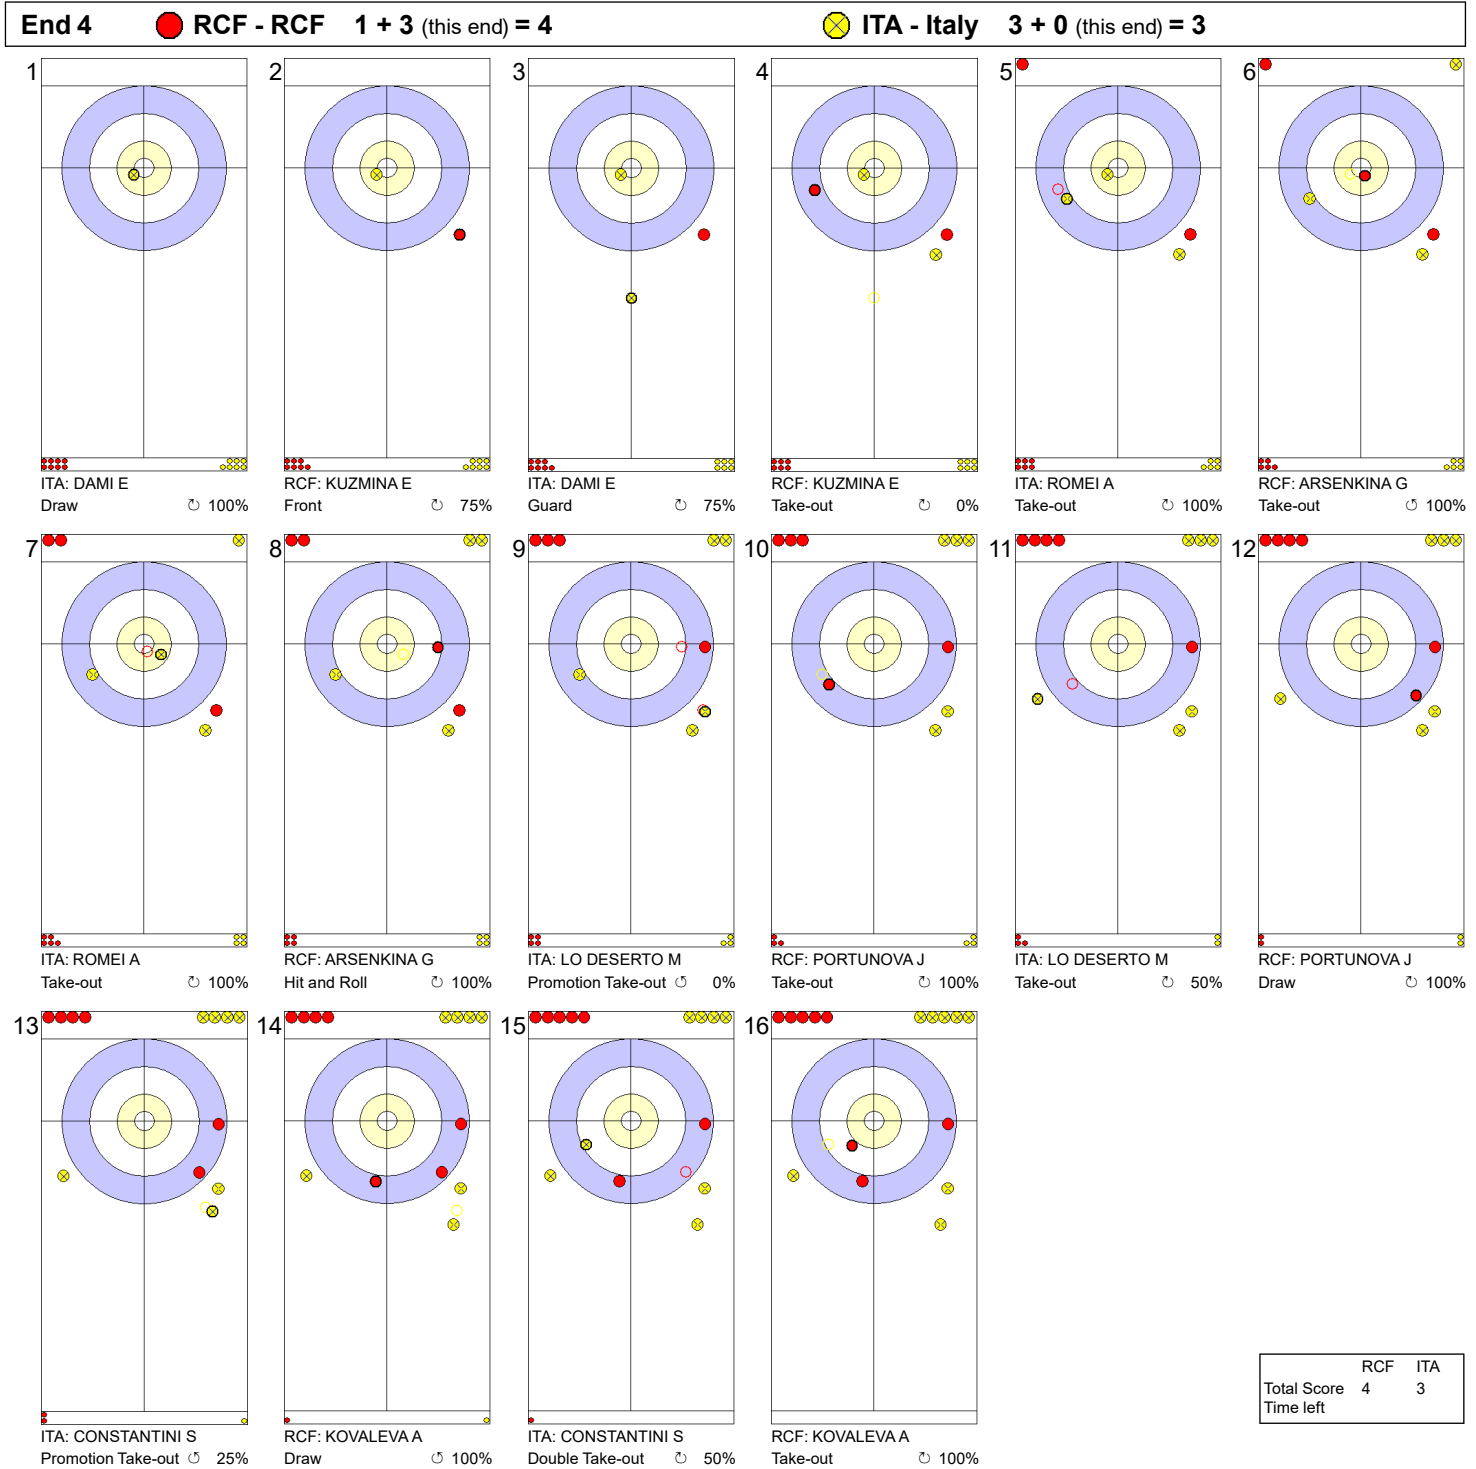 End 4 RCF - RCF 1 + 3 (this end) = 4 ITA - Italy 3 + 0 (this end) = 3
1 2 3 4 5 6
ITA: DAMI E RCF: KUZMINA E ITA: DAMI E RCF: KUZMINA E ITA: ROMEI A RCF: ARSENKINA G
Draw ↻ 100% Front ↻ 75% Guard ↻ 75% Take-out ↻ 0% Take-out ↻ 100% Take-out ↻ 100%
7 8 9 10 11 12
ITA: ROMEI A RCF: ARSENKINA G ITA: LO DESERTO M RCF: PORTUNOVA J ITA: LO DESERTO M RCF: PORTUNOVA J
Take-out ↻ 100% Hit and Roll ↻ 100% Promotion Take-out ↺ 0% Take-out ↻ 100% Take-out ↻ 50% Draw ↻ 100%
13 14 15 16
ITA: CONSTANTINI S RCF: KOVALEVA A ITA: CONSTANTINI S RCF: KOVALEVA A
Promotion Take-out ↺ 25% Draw ↻ 100% Double Take-out ↻ 50% Take-out ↻ 100%
RCF ITA
Total Score 4 3
Time left